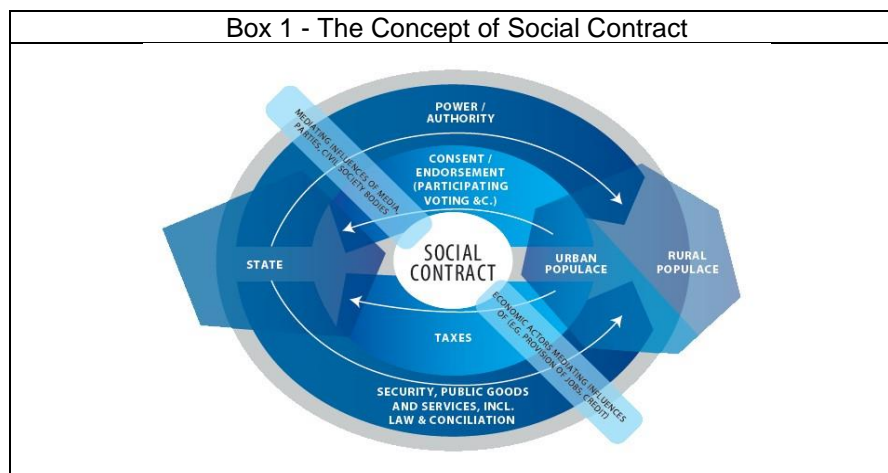 Box 1 - The Concept of Social Contract
POWER /
AUTHORITY
MEDIATING INFLUENCES OF MEDIA,
PARTIES, CIVIL SOCIETY BODIES
CONSENT /
ENDORSEMENT
(PARTICIPATING
VOTING &C.)
STATE
SOCIAL
CONTRACT
URBAN
POPULACE
RURAL
POPULACE
TAXES
ECONOMIC ACTORS MEDIATING INFLUENCES
OF (E.G. PROVISION OF JOBS, CREDIT)
SECURITY, PUBLIC GOODS
AND SERVICES, INCL.
LAW & CONCILIATION